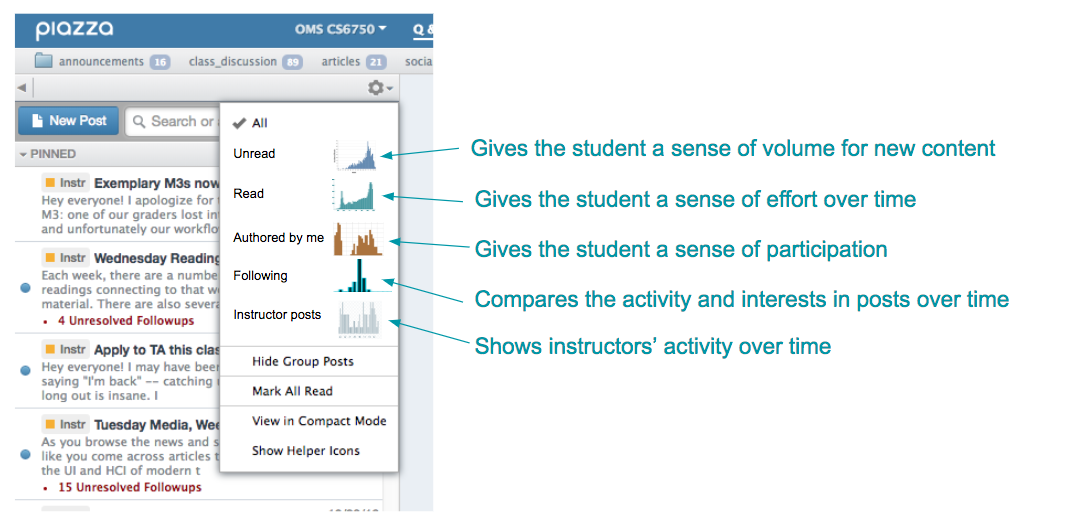 piazza
OMS CS6750
Q &
announcements 16 class_discussion 89 articles 21 socia
New Post
Search or
All
Unread
Read
Authored by me
Following
Instructor posts
Hide Group Posts
Mark All Read
View in Compact Mode
Show Helper Icons
PINNED
Instr Exemplary M3s now
Hey everyone! I apologize for
M3: one of our graders lost in
and unfortunately our workflo
Instr Wednesday Reading
Each week, there are a numbe
readings connecting to that w
material. There are also severa
• 4 Unresolved Followups
Instr Apply to TA this clas
Hey everyone! I may have been
saying "I'm back" -- catching
long out is insane. I
Instr Tuesday Media, Wee
As you browse the news and s
like you come across articles t
the UI and HCI of modern t
• 15 Unresolved Followups
Gives the student a sense of volume for new content
Gives the student a sense of effort over time
Gives the student a sense of participation
Compares the activity and interests in posts over time
Shows instructors' activity over time